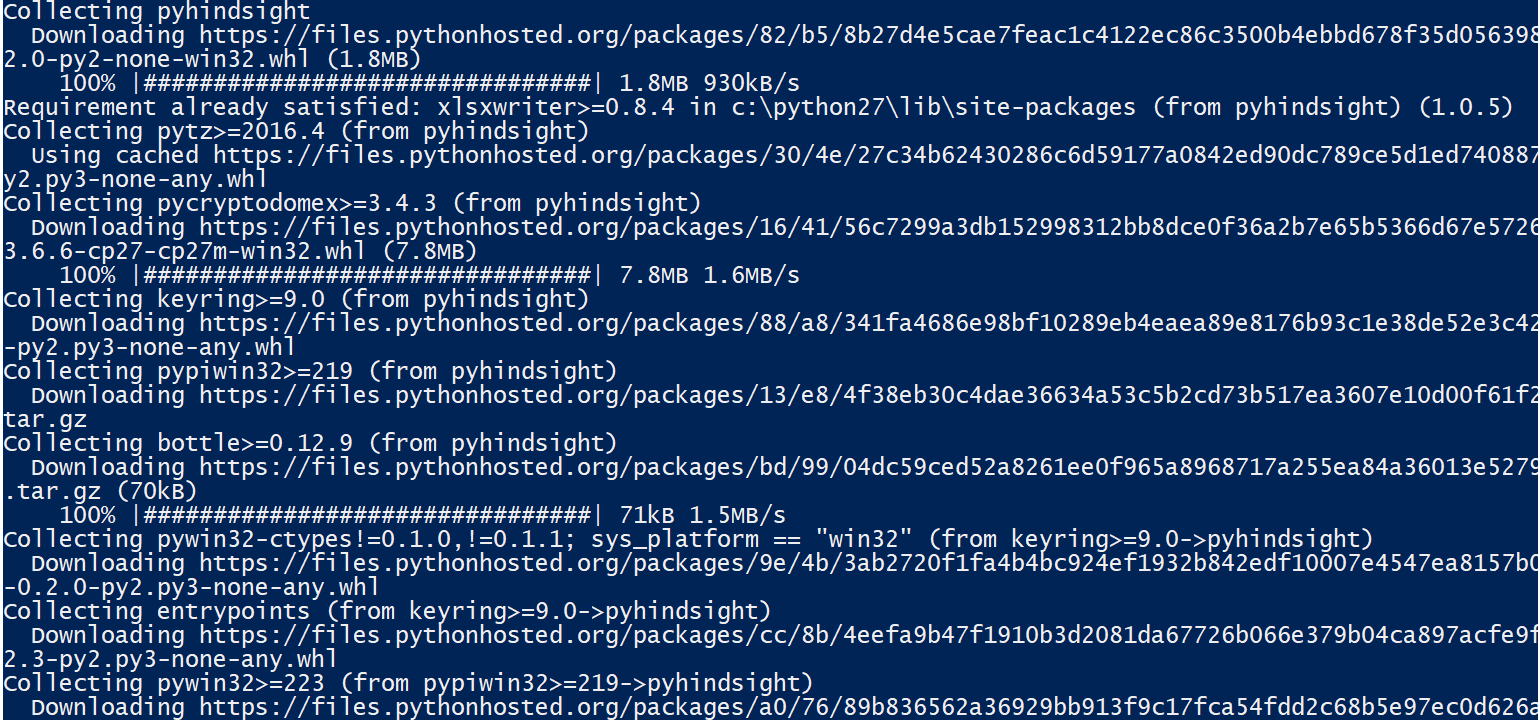 Collecting pyhindsight
  Downloading https://files.pythonhosted.org/packages/82/b5/8b27d4e5cae7feac1c4122ec86c3500b4ebbd678f35d056398
2.0-py2-none-win32.whl (1.8MB)
    100% |################################| 1.8MB 930kB/s
Requirement already satisfied: xlsxwriter>=0.8.4 in c:\python27\lib\site-packages (from pyhindsight) (1.0.5)
Collecting pytz>=2016.4 (from pyhindsight)
  Using cached https://files.pythonhosted.org/packages/30/4e/27c34b62430286c6d59177a0842ed90dc789ce5d1ed740887
y2.py3-none-any.whl
Collecting pycryptodomex>=3.4.3 (from pyhindsight)
  Downloading https://files.pythonhosted.org/packages/16/41/56c7299a3db152998312bb8dce0f36a2b7e65b5366d67e5726
3.6.6-cp27-cp27m-win32.whl (7.8MB)
    100% |################################| 7.8MB 1.6MB/s
Collecting keyring>=9.0 (from pyhindsight)
  Downloading https://files.pythonhosted.org/packages/88/a8/341fa4686e98bf10289eb4eaea89e8176b93c1e38de52e3c42
-py2.py3-none-any.whl
Collecting pypiwin32>=219 (from pyhindsight)
  Downloading https://files.pythonhosted.org/packages/13/e8/4f38eb30c4dae36634a53c5b2cd73b517ea3607e10d00f61f2
tar.gz
Collecting bottle>=0.12.9 (from pyhindsight)
  Downloading https://files.pythonhosted.org/packages/bd/99/04dc59ced52a8261ee0f965a8968717a255ea84a36013e5279
.tar.gz (70kB)
    100% |################################| 71kB 1.5MB/s
Collecting pywin32-ctypes!=0.1.0,!=0.1.1; sys_platform == "win32" (from keyring>=9.0->pyhindsight)
  Downloading https://files.pythonhosted.org/packages/9e/4b/3ab2720f1fa4b4bc924ef1932b842edf10007e4547ea8157b0
-0.2.0-py2.py3-none-any.whl
Collecting entrypoints (from keyring>=9.0->pyhindsight)
  Downloading https://files.pythonhosted.org/packages/cc/8b/4eefa9b47f1910b3d2081da67726b066e379b04ca897acfe9f
2.3-py2.py3-none-any.whl
Collecting pywin32>=223 (from pypiwin32>=219->pyhindsight)
  Downloading https://files.pythonhosted.org/packages/a0/76/89b836562a36929bb913f9c17fca54fdd2c68b5e97ec0d626a